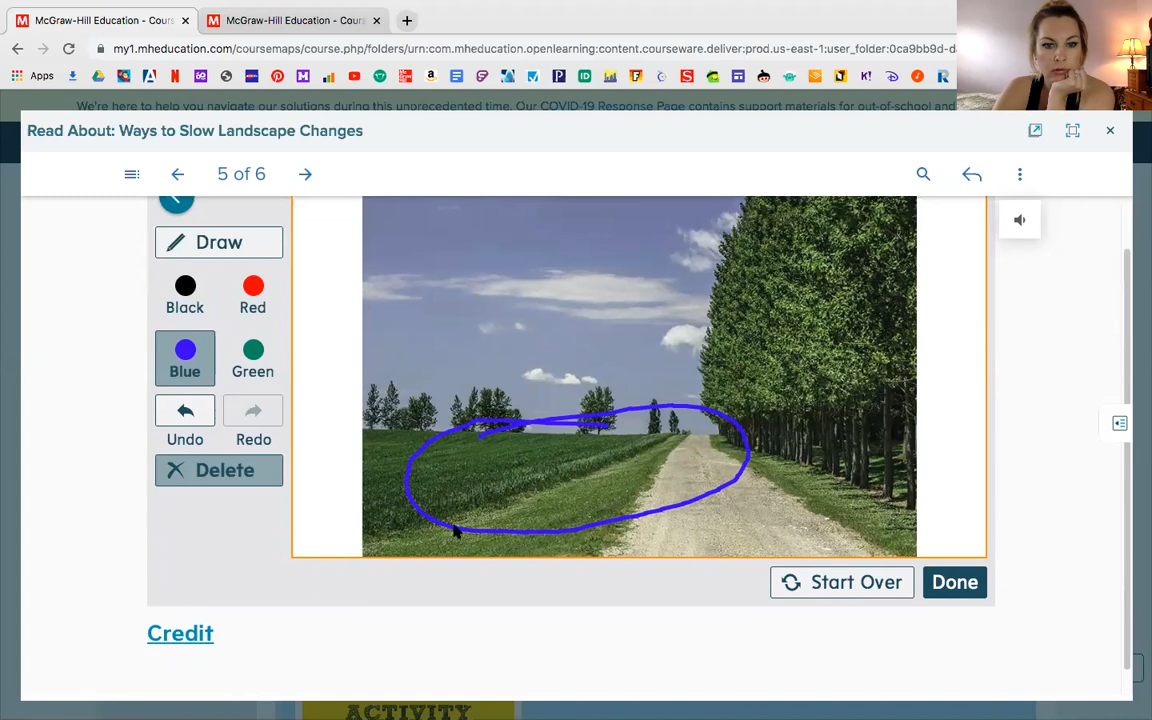 McGraw-Hill Education - Cours
McGraw-Hill Education - Cours
my1.mheducation.com/coursemaps/course.php/folders/urn:com.mheducation.openlearning:content.courseware.deliver:prod.us-east-1:user_folder:0ca9bb9d-d
Apps
We're here to help you navigate our solutions during this unprecedented time. Our COVID-19 Response Page contains support materials for out-of-school and
Read About: Ways to Slow Landscape Changes
5 of 6
Draw
Black Red
Blue Green
Undo Redo
Delete
Start Over Done
Credit
ACTIVITY